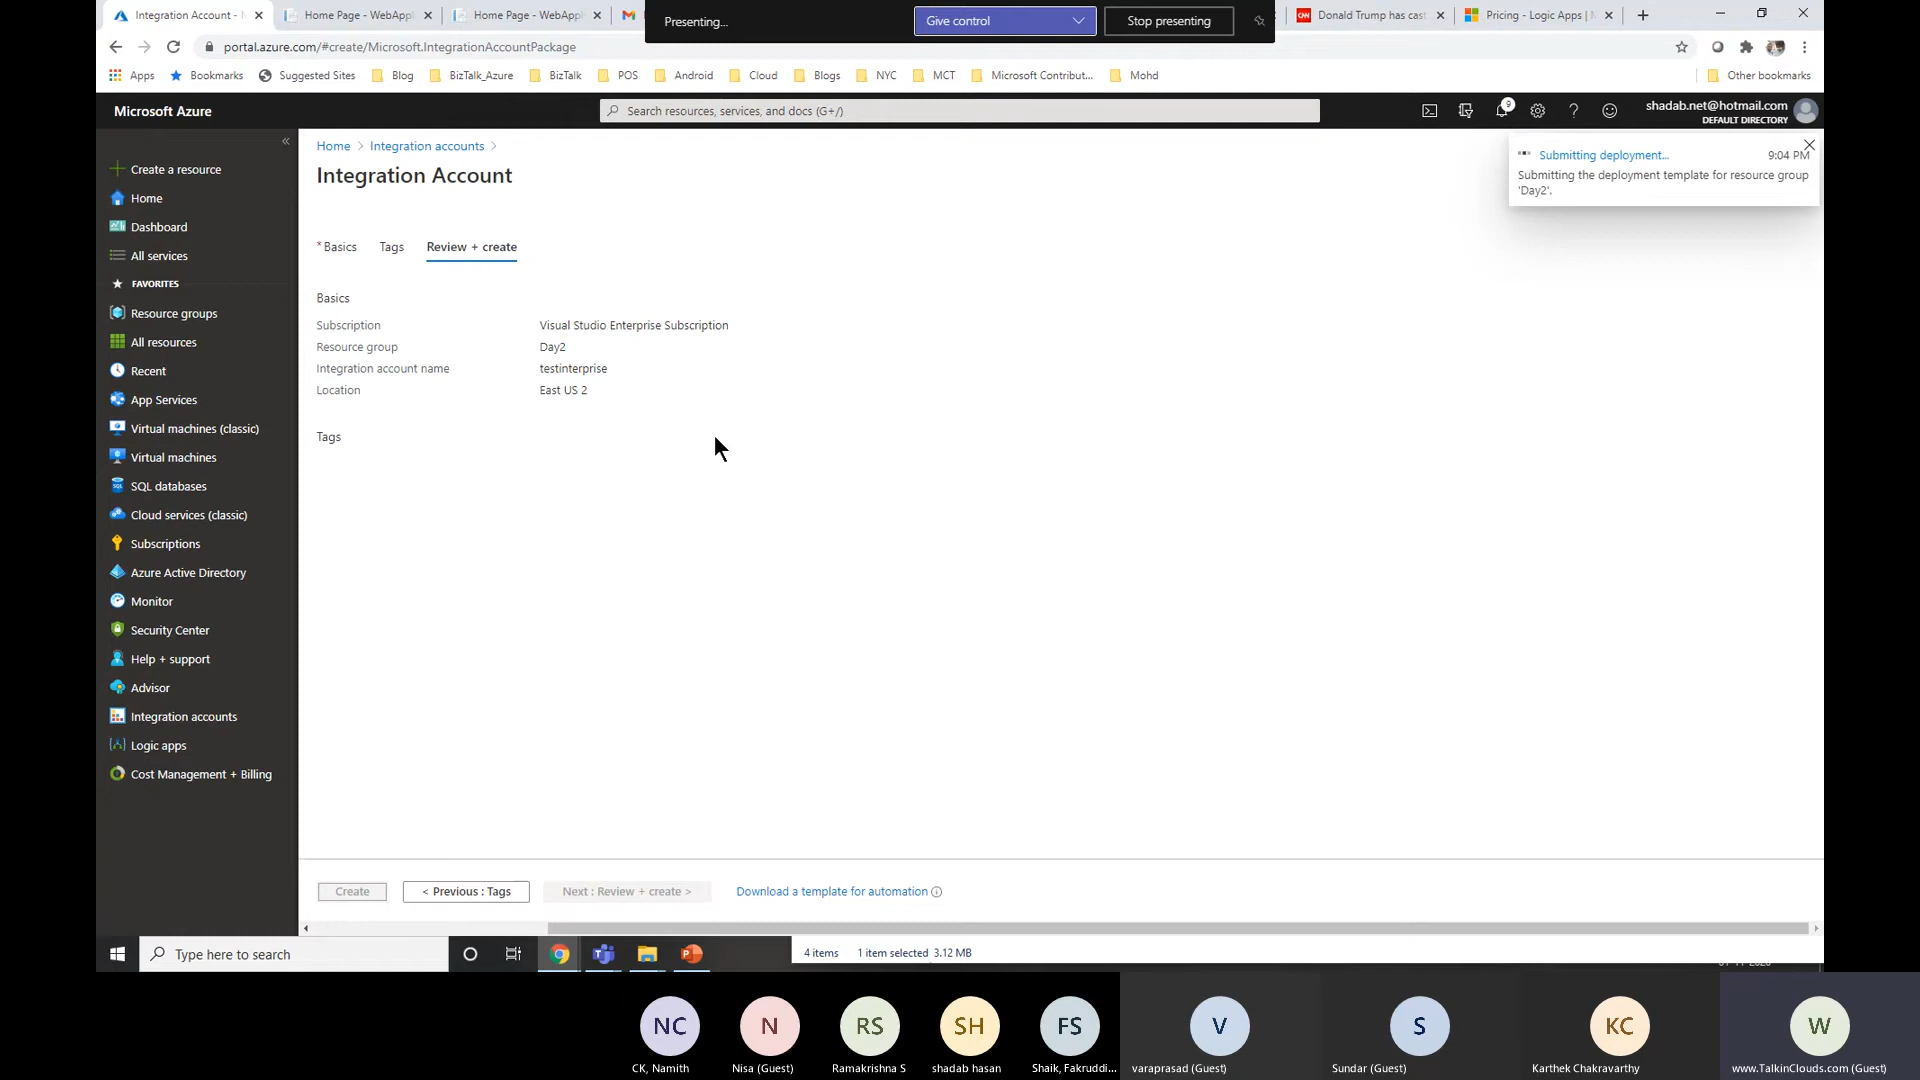 Integration Account - I
Home Page - WebAppl
Home Page - WebAppl
Presenting...
Give control
Stop presenting
Donald Trump has cast
Pricing - Logic Apps | M
portal.azure.com/#create/Microsoft.IntegrationAccountPackage
Apps
Bookmarks
Suggested Sites
Blog
BizTalk_Azure
BizTalk
POS
Android
Cloud
Blogs
NYC
MCT
Microsoft Contribut...
Mohd
Other bookmarks
Microsoft Azure
Search resources, services, and docs (G+/)
9
shadab.net@hotmail.com
DEFAULT DIRECTORY
Create a resource
Home
Dashboard
All services
FAVORITES
Resource groups
All resources
Recent
App Services
Virtual machines (classic)
Virtual machines
SQL databases
Cloud services (classic)
Subscriptions
Azure Active Directory
Monitor
Security Center
Help + support
Advisor
Integration accounts
Logic apps
Cost Management + Billing
Home > Integration accounts >
Integration Account
Submitting deployment... 9:04 PM
Submitting the deployment template for resource group
'Day2'.
* Basics
Tags
Review + create
Basics
Subscription Visual Studio Enterprise Subscription
Resource group Day2
Integration account name testinterprise
Location East US 2
Tags
Create
< Previous : Tags
Next : Review + create >
Download a template for automation
Type here to search
4 items 1 item selected 3.12 MB
NC
N
RS
SH
FS
V
S
KC
W
CK, Namith
Nisa (Guest)
Ramakrishna S
shadab hasan
Shaik, Fakruddi...
varaprasad (Guest)
Sundar (Guest)
Karthek Chakravarthy
www.TalkinClouds.com (Guest)